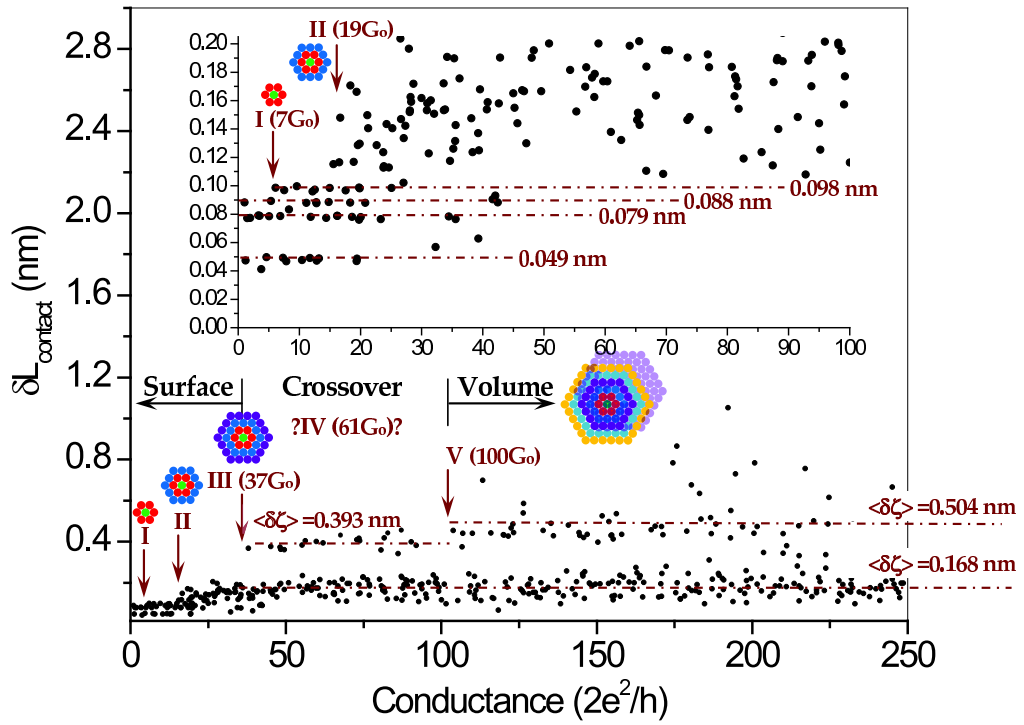 2.8
2.4
2.0
1.6
1.2
0.8
0.4
δL_contact (nm)
0.20
0.18
0.16
0.14
0.12
0.10
0.08
0.06
0.04
0.02
0.00
II (19G₀)
I (7G₀)
0.098 nm
0.088 nm
0.079 nm
0.049 nm
0 10 20 30 40 50 60 70 80 90 100
Surface Crossover Volume
?IV (61G₀)?
V (100G₀)
III (37G₀)
II
I
<δζ>=0.393 nm
<δζ> =0.504 nm
<δζ> =0.168 nm
0 50 100 150 200 250
Conductance (2e²/h)